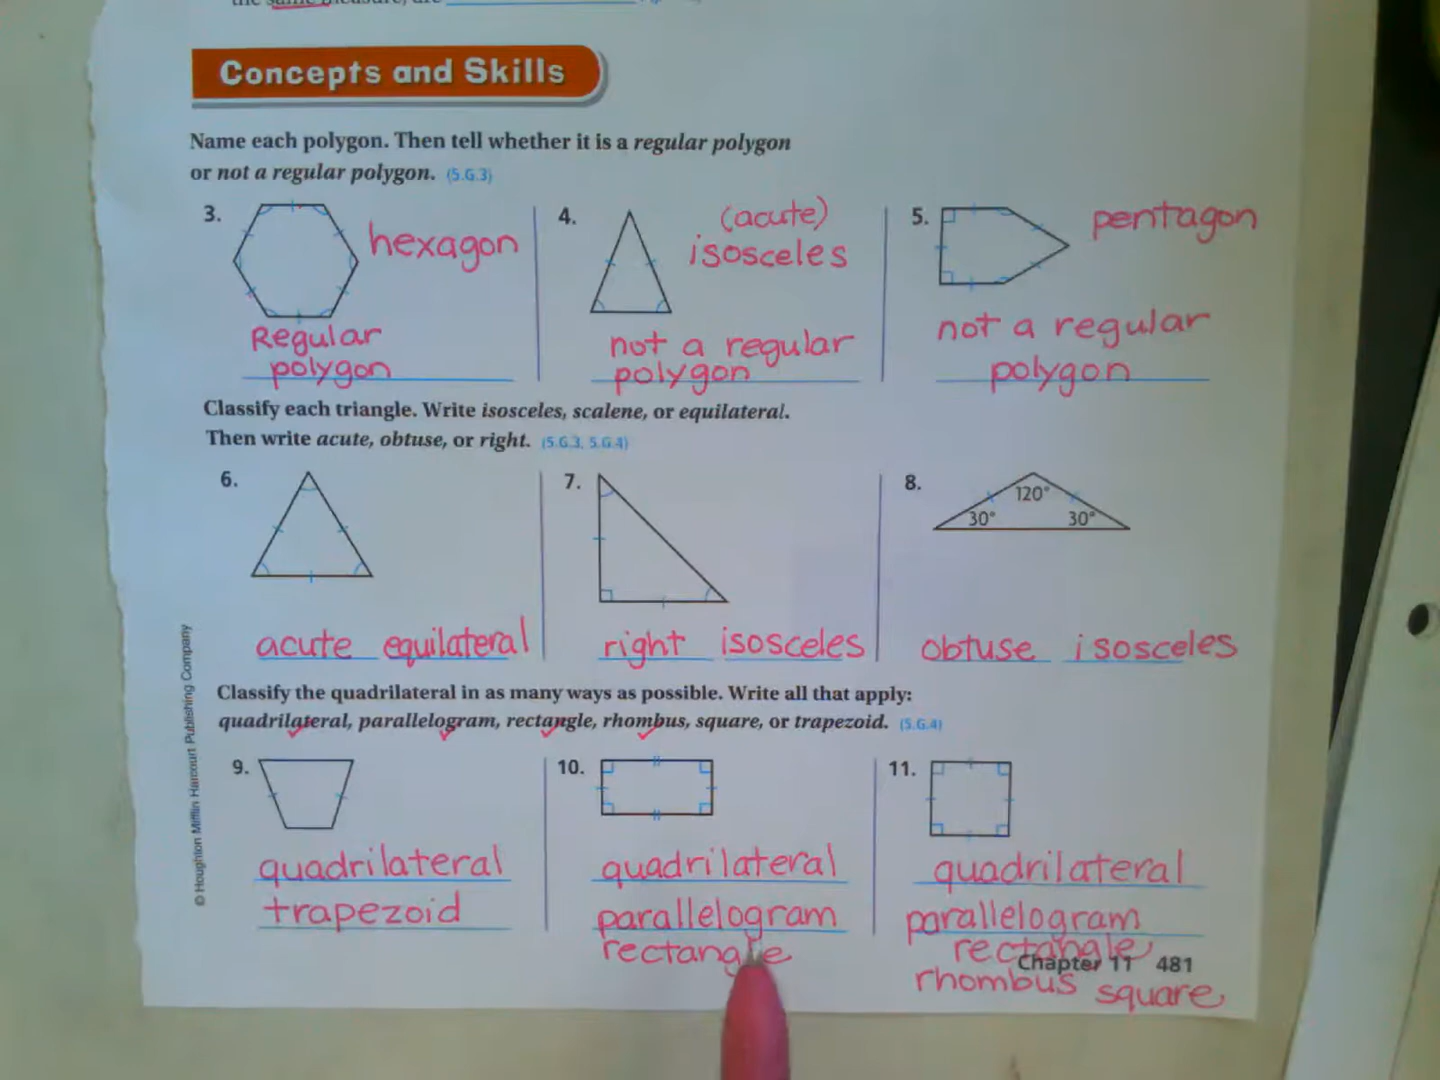 the same measure, are
Concepts and Skills
Name each polygon. Then tell whether it is a regular polygon
or not a regular polygon. (5.G.3)
3.
hexagon
Regular
polygon
4.
(acute)
isosceles
not a regular
polygon
5.
pentagon
not a regular
polygon
Classify each triangle. Write isosceles, scalene, or equilateral.
Then write acute, obtuse, or right. (5.G.3, 5.G.4)
6.
acute equilateral
7.
right isosceles
8.
120°
30° 30°
obtuse isosceles
Classify the quadrilateral in as many ways as possible. Write all that apply:
quadrilateral, parallelogram, rectangle, rhombus, square, or trapezoid. (5.G.4)
9.
quadrilateral
trapezoid
10.
quadrilateral
parallelogram
rectangle
11.
quadrilateral
parallelogram
rectangle
rhombus square
Chapter 11 481
© Houghton Mifflin Harcourt Publishing Company